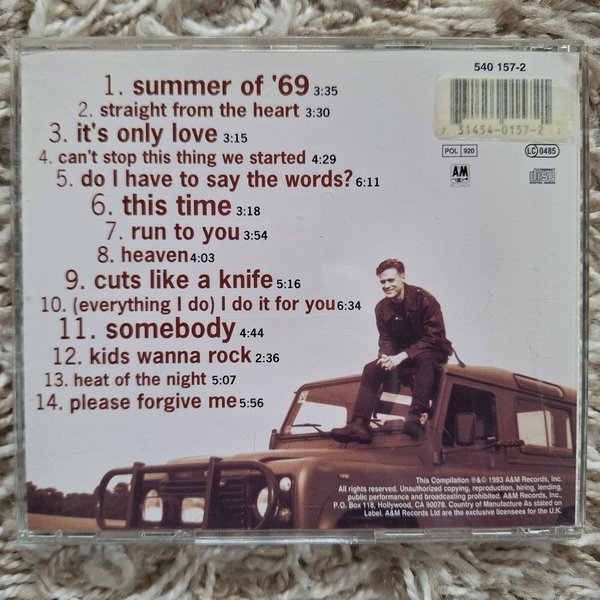 540 157-2
1. summer of '69 3:35
2. straight from the heart 3:30
3. it's only love 3:15
4. can't stop this thing we started 4:29
5. do I have to say the words? 6:11
6. this time 3:18
7. run to you 3:54
8. heaven 4:03
9. cuts like a knife 5:16
10. (everything I do) I do it for you 6:34
11. somebody 4:44
12. kids wanna rock 2:36
13. heat of the night 5:07
14. please forgive me 5:56
7 31454-0157-2
POL 920
LC 0485
A&M
RECORDS
disc
DIGITAL AUDIO
This Compilation ℗&© 1993 A&M Records, Inc.
All rights reserved. Unauthorized copying, reproduction, hiring, lending,
public performance and broadcasting prohibited. A&M Records, Inc.,
P.O. Box 118, Hollywood, CA 90078. Country of Manufacture As stated on
Label. A&M Records Ltd are the exclusive licensees for the U.K.